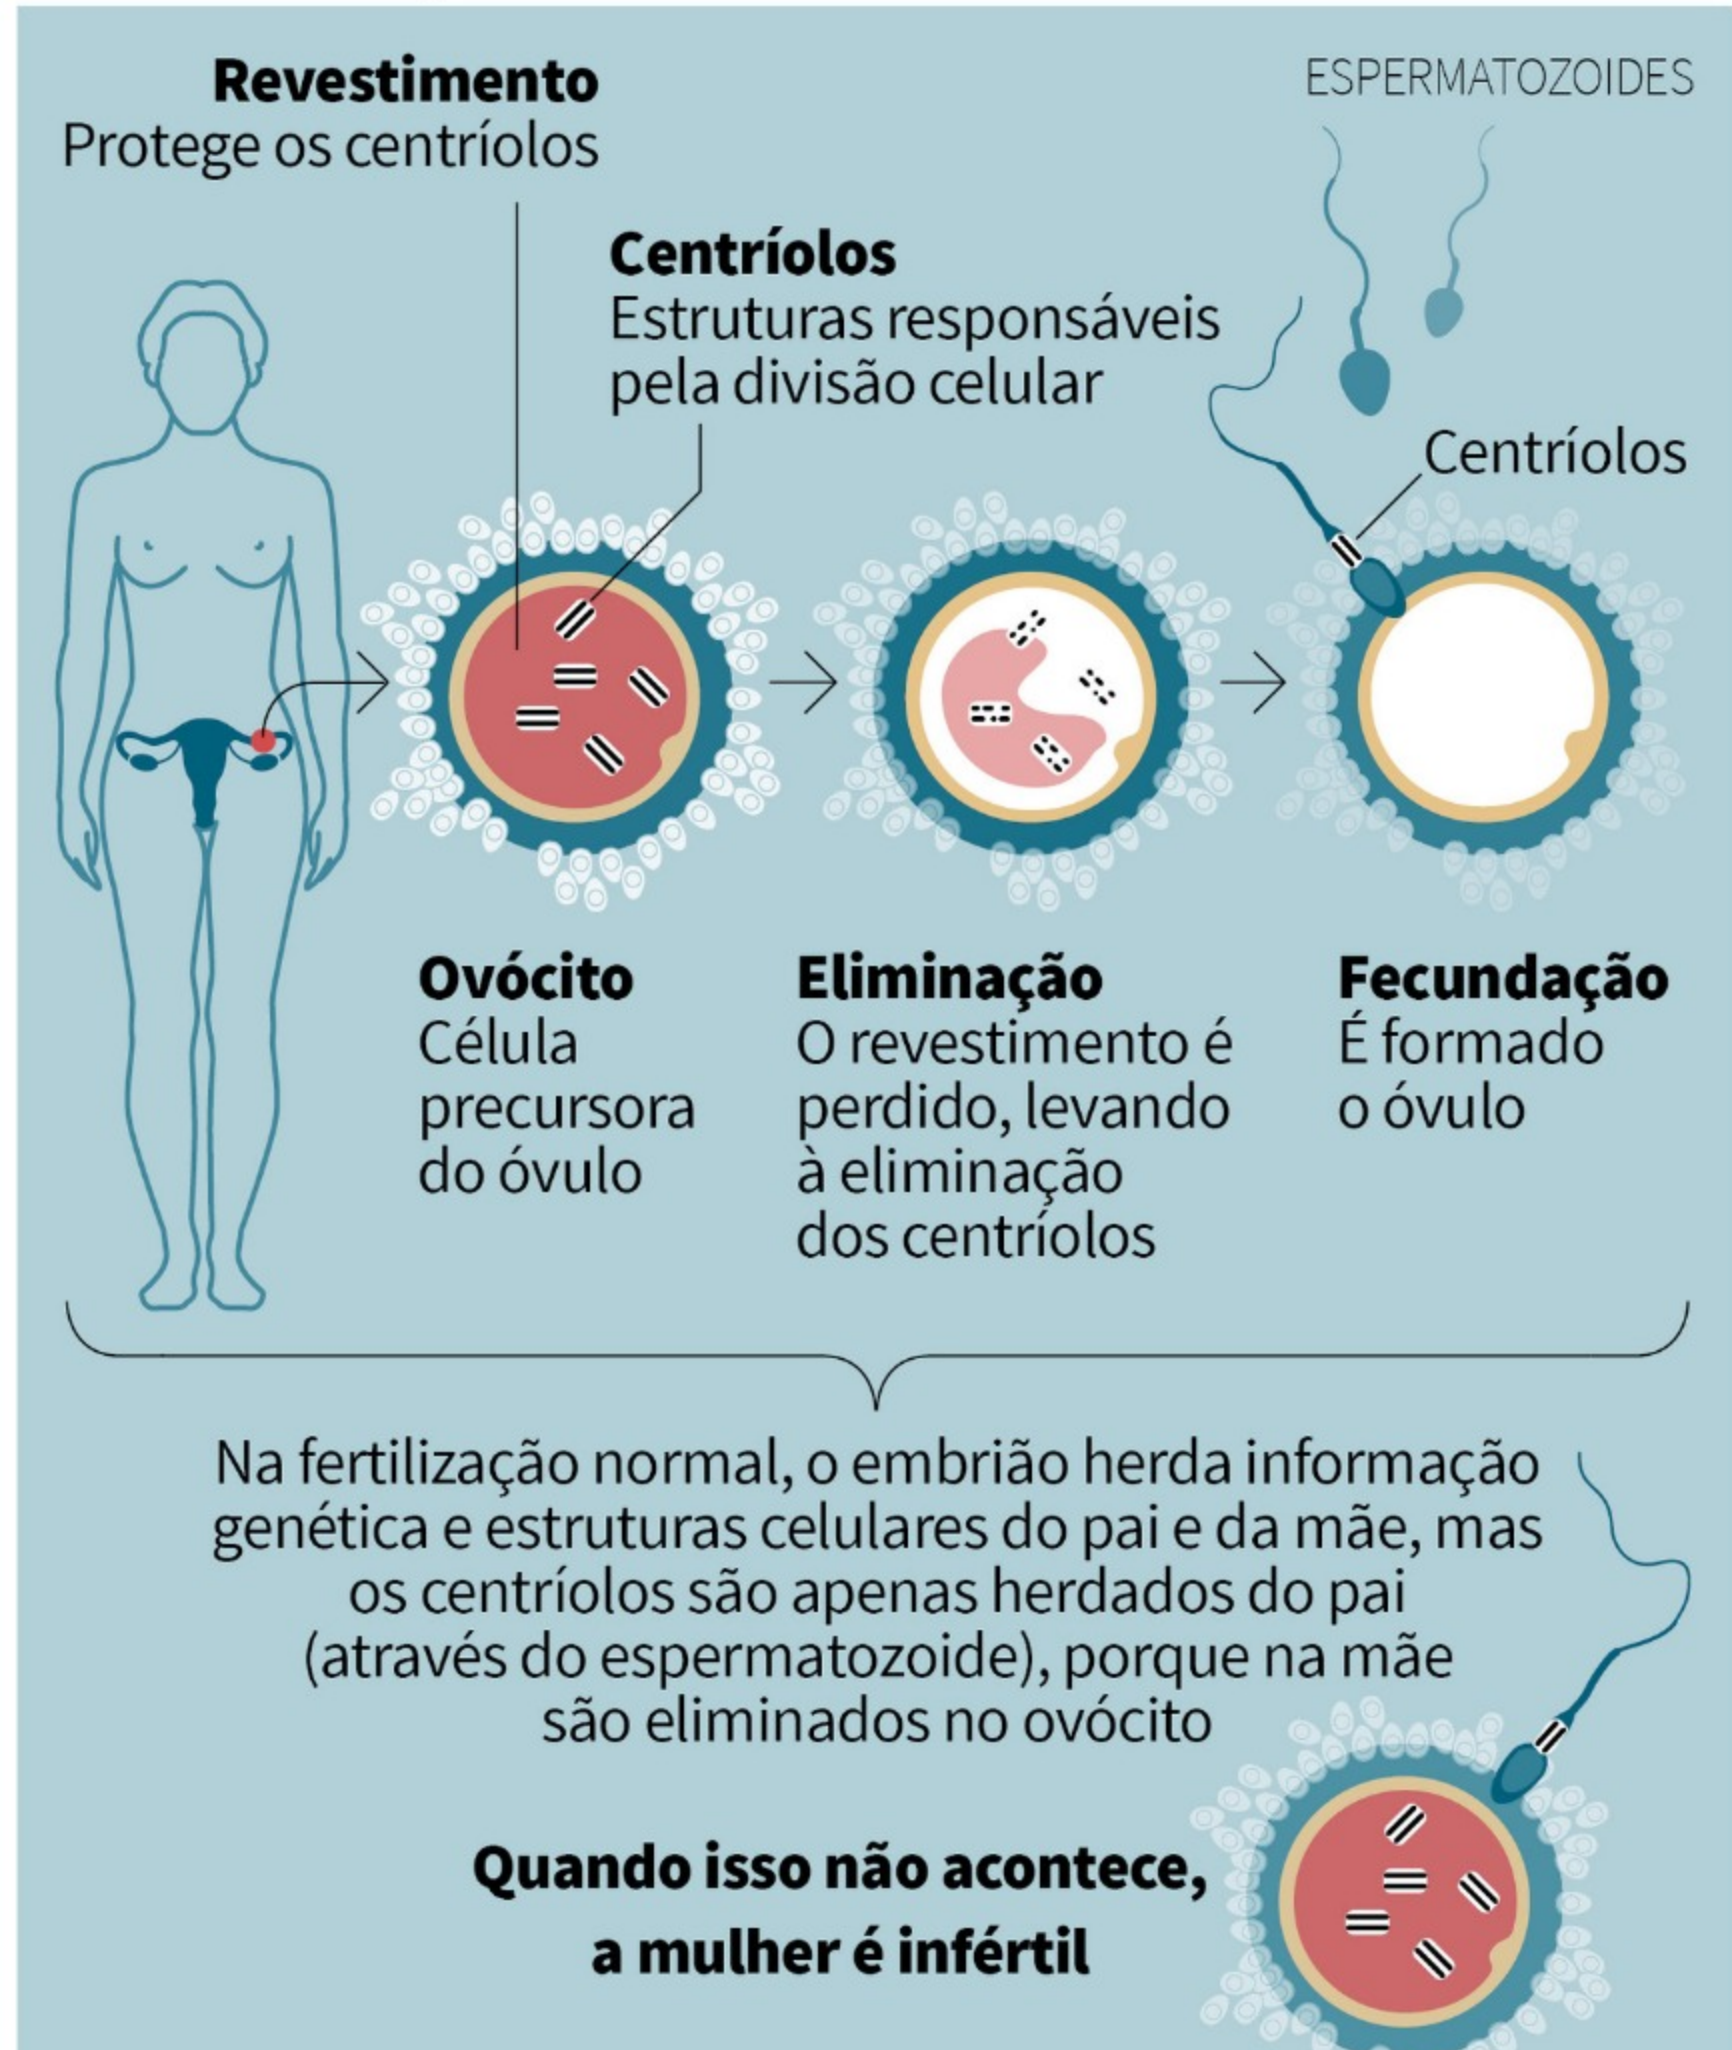 Revestimento
Protege os centríolos
ESPERMATOZOIDES
Centríolos
Estruturas responsáveis
pela divisão celular
Centríolos
Ovócito
Célula
precursora
do óvulo
Eliminação
O revestimento é
perdido, levando
à eliminação
dos centríolos
Fecundação
É formado
o óvulo
Na fertilização normal, o embrião herda informação
genética e estruturas celulares do pai e da mãe, mas
os centríolos são apenas herdados do pai
(através do espermatozoide), porque na mãe
são eliminados no ovócito
Quando isso não acontece,
a mulher é infértil